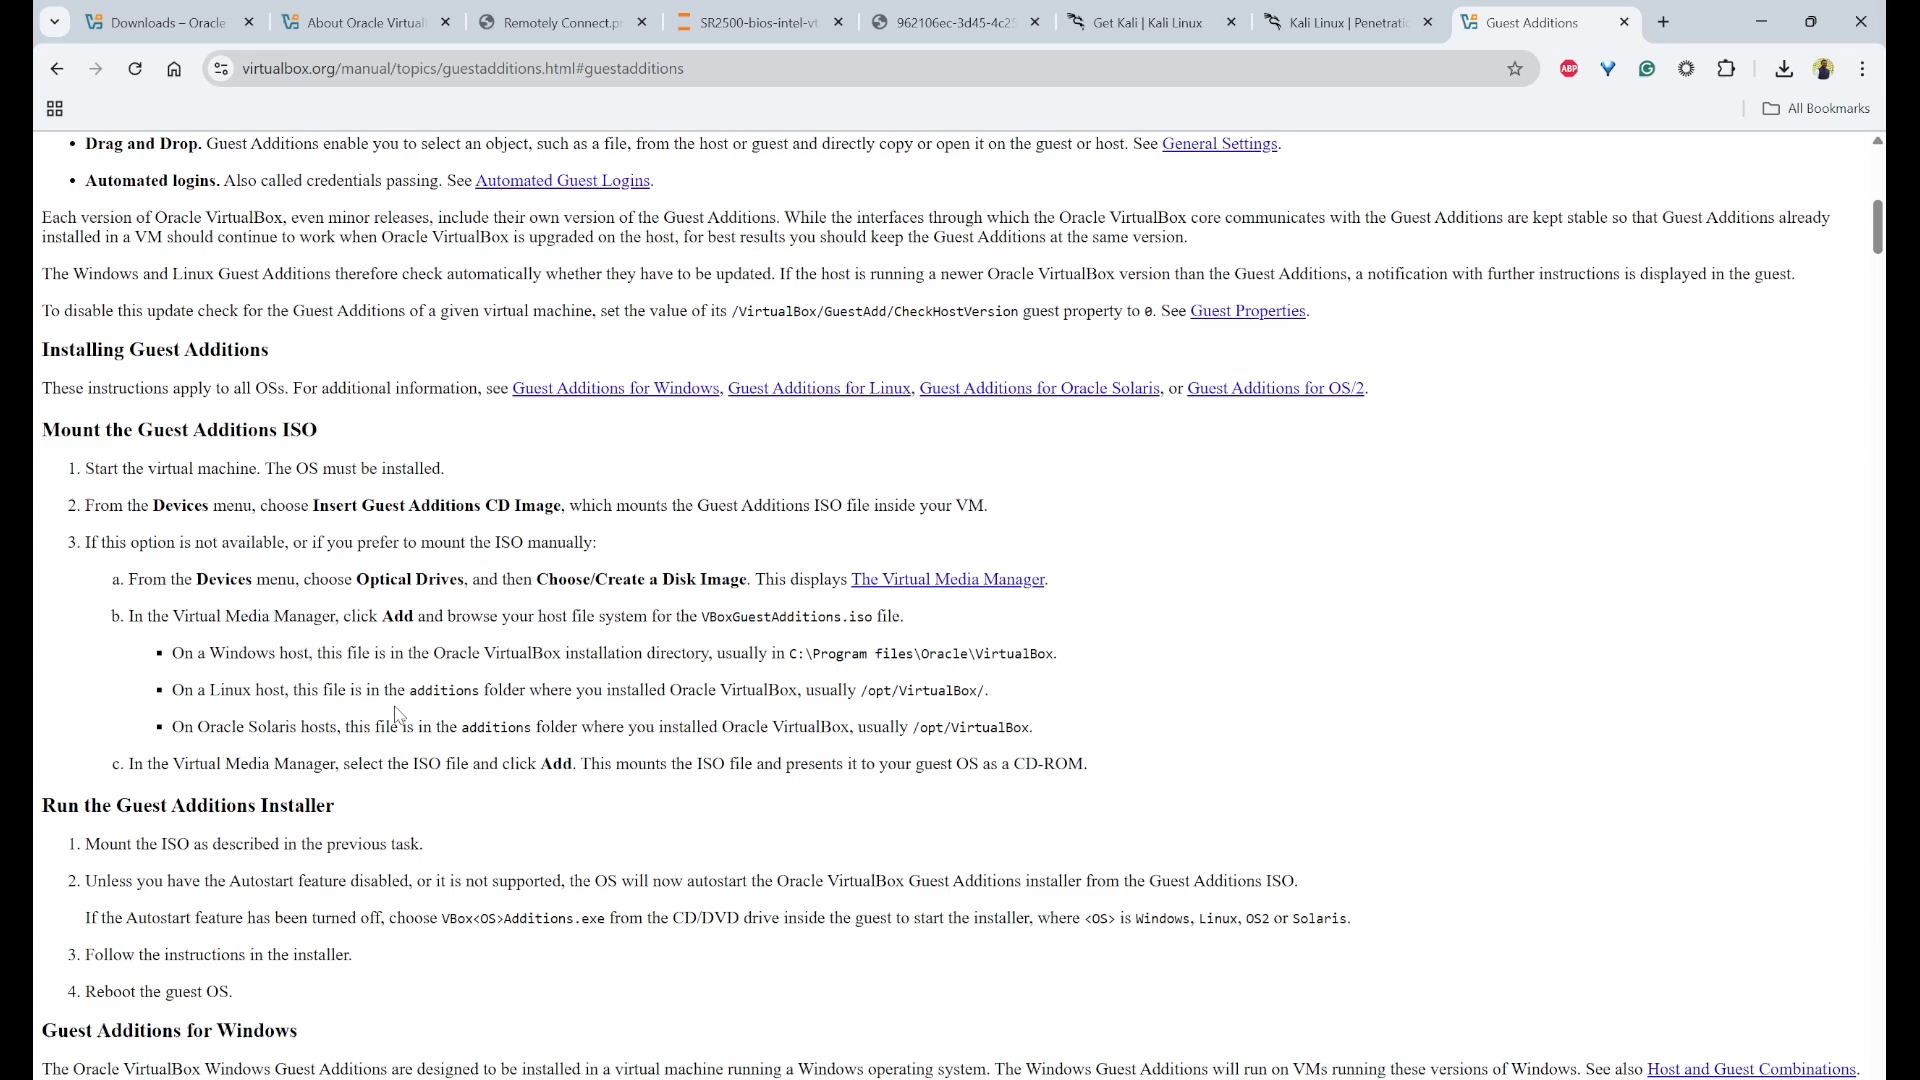 Downloads – Oracle
About Oracle Virtuall
Remotely Connect.p
SR2500-bios-intel-vt
962106ec-3d45-4c25
Get Kali | Kali Linux
Kali Linux | Penetratio
Guest Additions
virtualbox.org/manual/topics/guestadditions.html#guestadditions
ABP
All Bookmarks
• Drag and Drop. Guest Additions enable you to select an object, such as a file, from the host or guest and directly copy or open it on the guest or host. See General Settings.
• Automated logins. Also called credentials passing. See Automated Guest Logins.
Each version of Oracle VirtualBox, even minor releases, include their own version of the Guest Additions. While the interfaces through which the Oracle VirtualBox core communicates with the Guest Additions are kept stable so that Guest Additions already
installed in a VM should continue to work when Oracle VirtualBox is upgraded on the host, for best results you should keep the Guest Additions at the same version.
The Windows and Linux Guest Additions therefore check automatically whether they have to be updated. If the host is running a newer Oracle VirtualBox version than the Guest Additions, a notification with further instructions is displayed in the guest.
To disable this update check for the Guest Additions of a given virtual machine, set the value of its /VirtualBox/GuestAdd/CheckHostVersion guest property to 0. See Guest Properties.
Installing Guest Additions
These instructions apply to all OSs. For additional information, see Guest Additions for Windows, Guest Additions for Linux, Guest Additions for Oracle Solaris, or Guest Additions for OS/2.
Mount the Guest Additions ISO
1. Start the virtual machine. The OS must be installed.
2. From the Devices menu, choose Insert Guest Additions CD Image, which mounts the Guest Additions ISO file inside your VM.
3. If this option is not available, or if you prefer to mount the ISO manually:
a. From the Devices menu, choose Optical Drives, and then Choose/Create a Disk Image. This displays The Virtual Media Manager.
b. In the Virtual Media Manager, click Add and browse your host file system for the VBoxGuestAdditions.iso file.
▪ On a Windows host, this file is in the Oracle VirtualBox installation directory, usually in C:\Program files\Oracle\VirtualBox.
▪ On a Linux host, this file is in the additions folder where you installed Oracle VirtualBox, usually /opt/VirtualBox/.
▪ On Oracle Solaris hosts, this file is in the additions folder where you installed Oracle VirtualBox, usually /opt/VirtualBox.
c. In the Virtual Media Manager, select the ISO file and click Add. This mounts the ISO file and presents it to your guest OS as a CD-ROM.
Run the Guest Additions Installer
1. Mount the ISO as described in the previous task.
2. Unless you have the Autostart feature disabled, or it is not supported, the OS will now autostart the Oracle VirtualBox Guest Additions installer from the Guest Additions ISO.
If the Autostart feature has been turned off, choose VBox<OS>Additions.exe from the CD/DVD drive inside the guest to start the installer, where <OS> is Windows, Linux, OS2 or Solaris.
3. Follow the instructions in the installer.
4. Reboot the guest OS.
Guest Additions for Windows
The Oracle VirtualBox Windows Guest Additions are designed to be installed in a virtual machine running a Windows operating system. The Windows Guest Additions will run on VMs running these versions of Windows. See also Host and Guest Combinations.